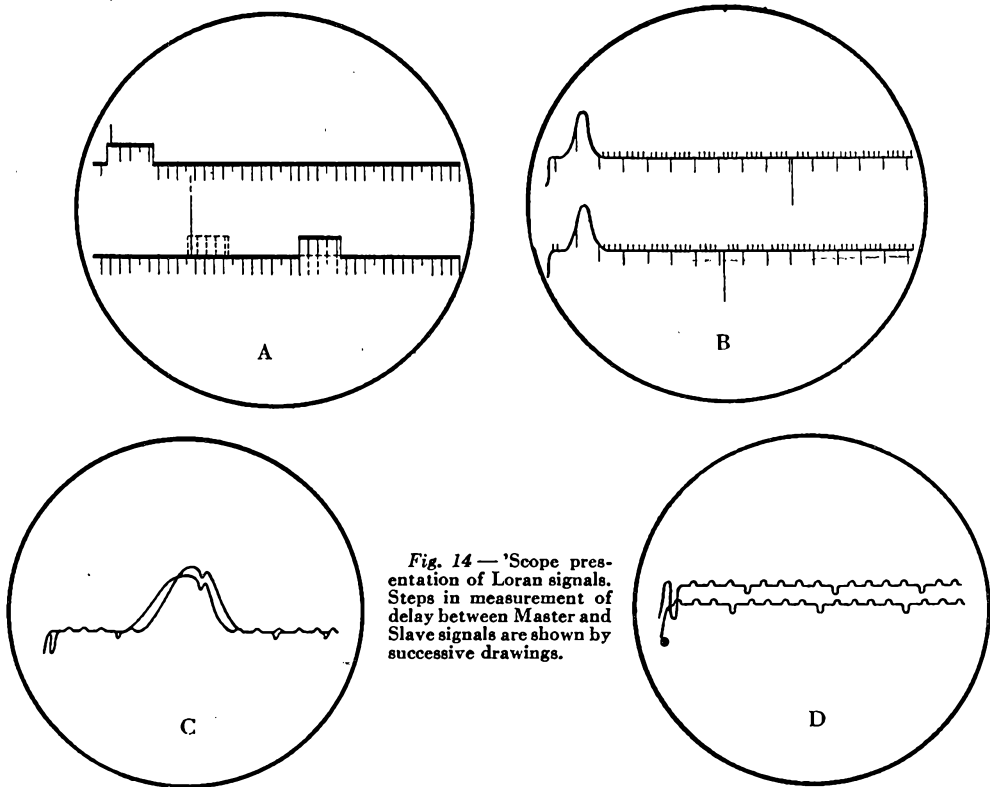 A
B
Fig. 14 — 'Scope pres-
entation of Loran signals.
Steps in measurement of
delay between Master and
Slave signals are shown by
successive drawings.
C
D